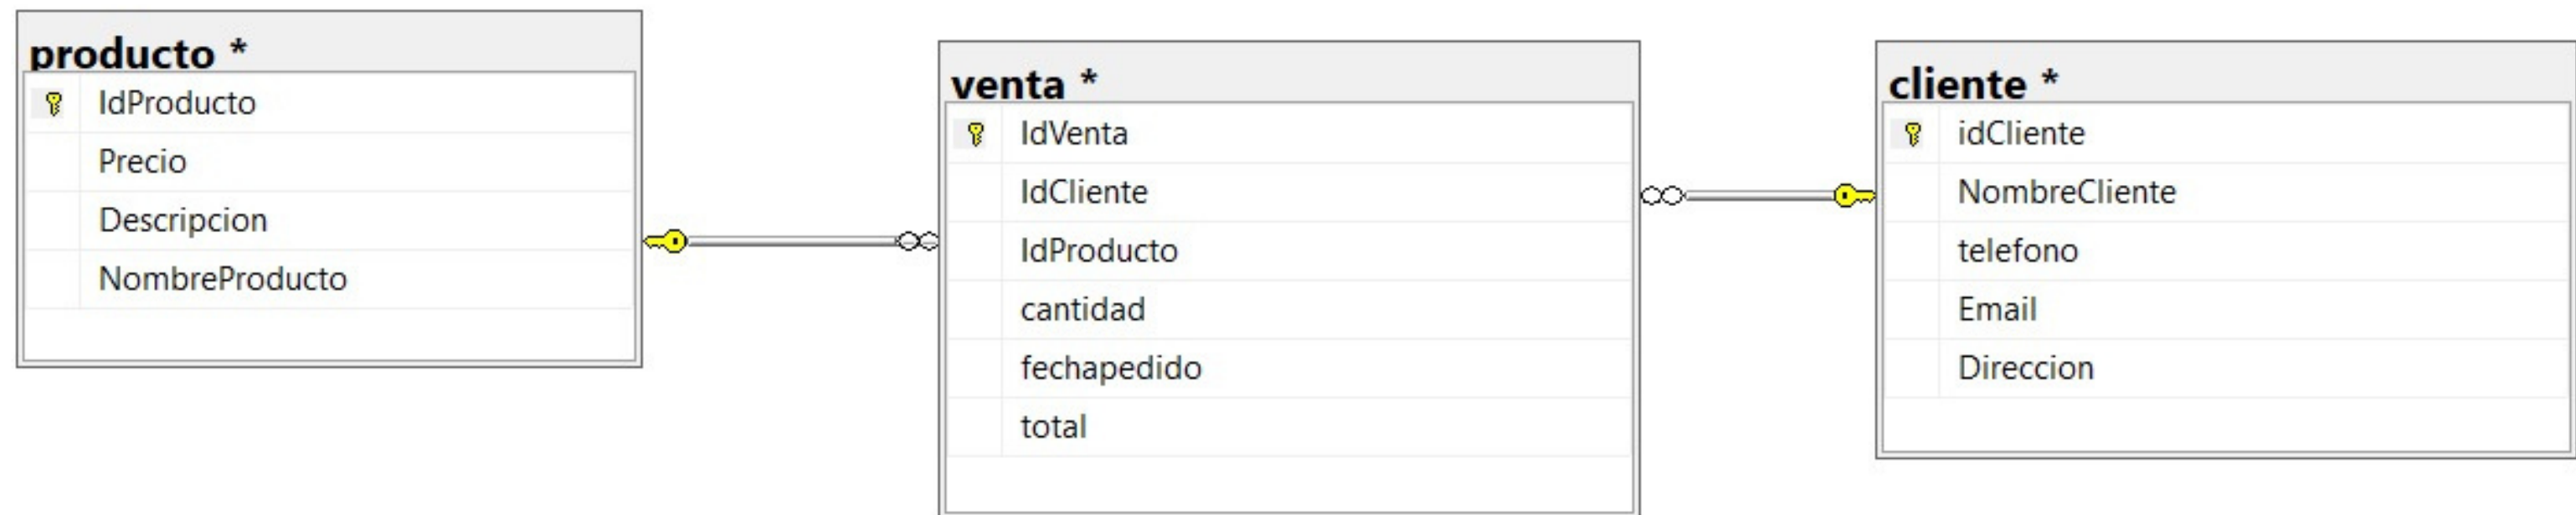 producto *
IdProducto
Precio
Descripcion
NombreProducto
venta *
IdVenta
IdCliente
IdProducto
cantidad
fechapedido
total
cliente *
idCliente
NombreCliente
telefono
Email
Direccion